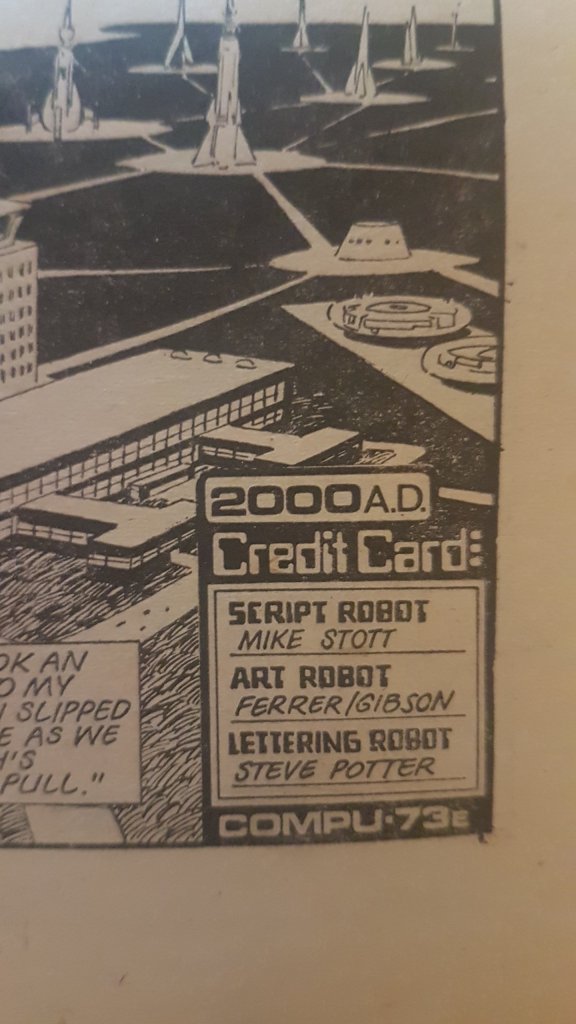 2000 A.D.
Credit Card:
SCRIPT ROBOT
MIKE STOTT
ART ROBOT
FERRER/GIBSON
LETTERING ROBOT
STEVE POTTER
COMPU·73E
OK AN
O MY
I SLIPPED
E AS WE
H'S
PULL."